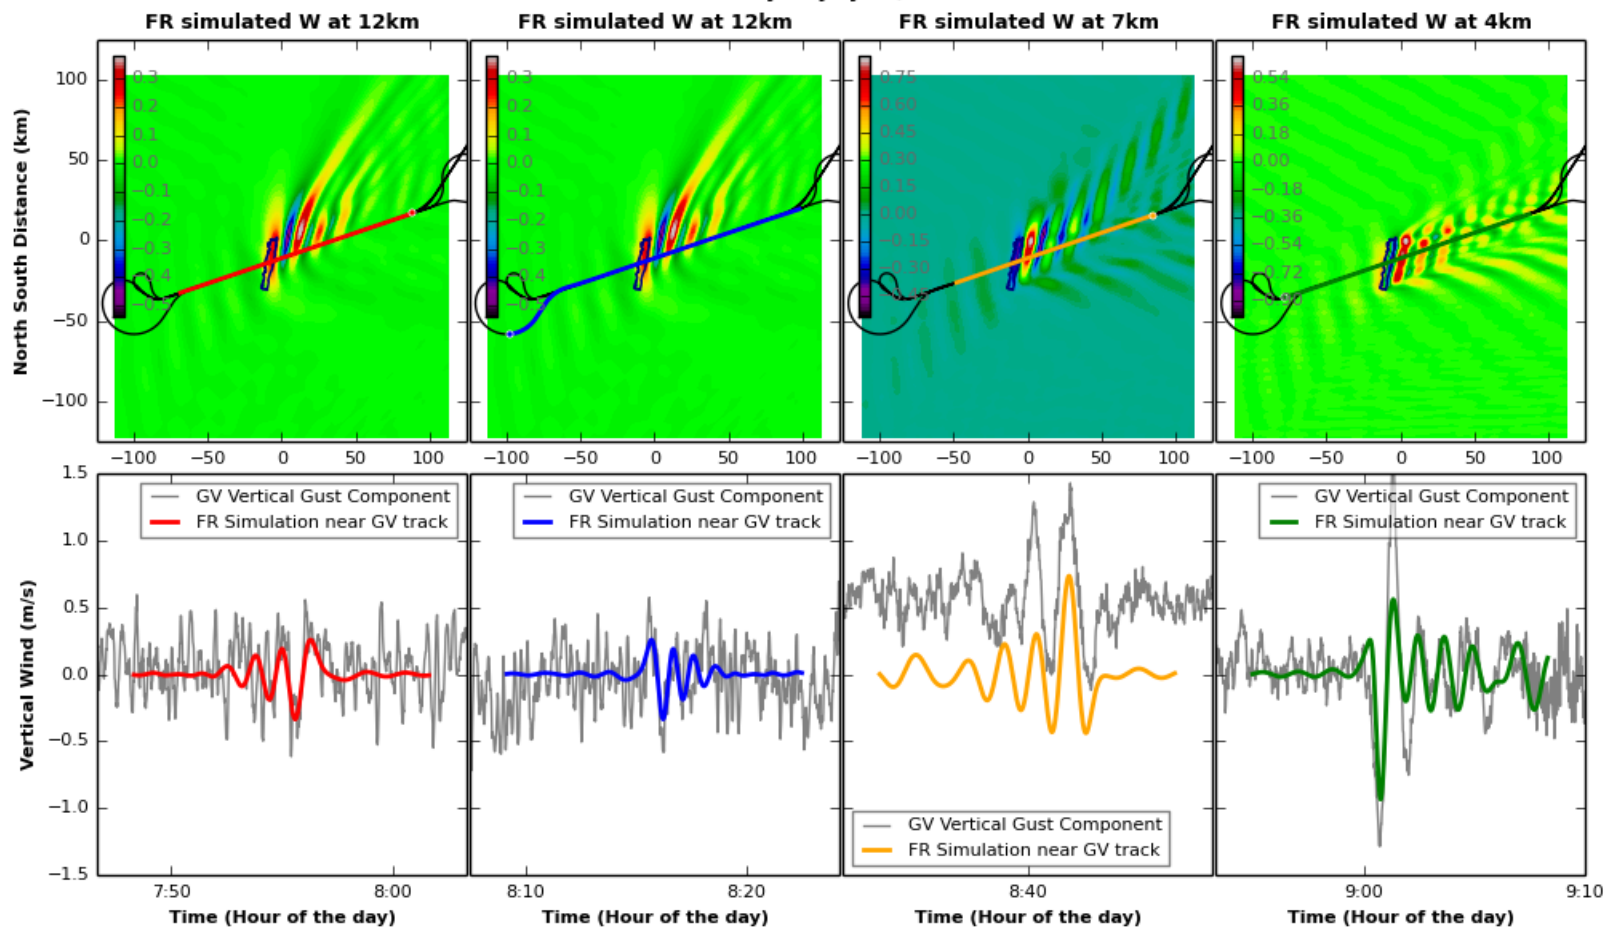 FR simulated W at 12km
FR simulated W at 12km
FR simulated W at 7km
FR simulated W at 4km
North South Distance (km)
100
50
0
−50
−100
0.3
0.2
0.1
0.0
−0.1
−0.2
−0.3
0.3
0.2
0.1
0.0
−0.1
−0.2
−0.3
0.75
0.60
0.45
0.30
0.15
0.00
−0.15
−0.30
0.54
0.36
0.18
0.00
−0.18
−0.36
−0.54
−0.72
−0.90
−100 −50 0 50 100
−100 −50 0 50 100
−100 −50 0 50 100
−100 −50 0 50 100
Vertical Wind (m/s)
1.5
1.0
0.5
0.0
−0.5
−1.0
−1.5
GV Vertical Gust Component
FR Simulation near GV track
GV Vertical Gust Component
FR Simulation near GV track
GV Vertical Gust Component
FR Simulation near GV track
GV Vertical Gust Component
FR Simulation near GV track
7:50 8:00
8:10 8:20
8:40
9:00 9:10
Time (Hour of the day)
Time (Hour of the day)
Time (Hour of the day)
Time (Hour of the day)